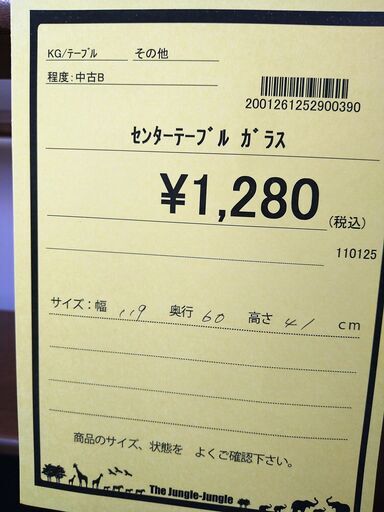 KG/テーブル その他
程度:中古B
2001261252900390
センターテーブル ガラス
¥1,280
(税込)
110125
サイズ:幅 119 奥行 60 高さ 41 cm
商品のサイズ、状態を よくご確認下さい。
The Jungle-Jungle